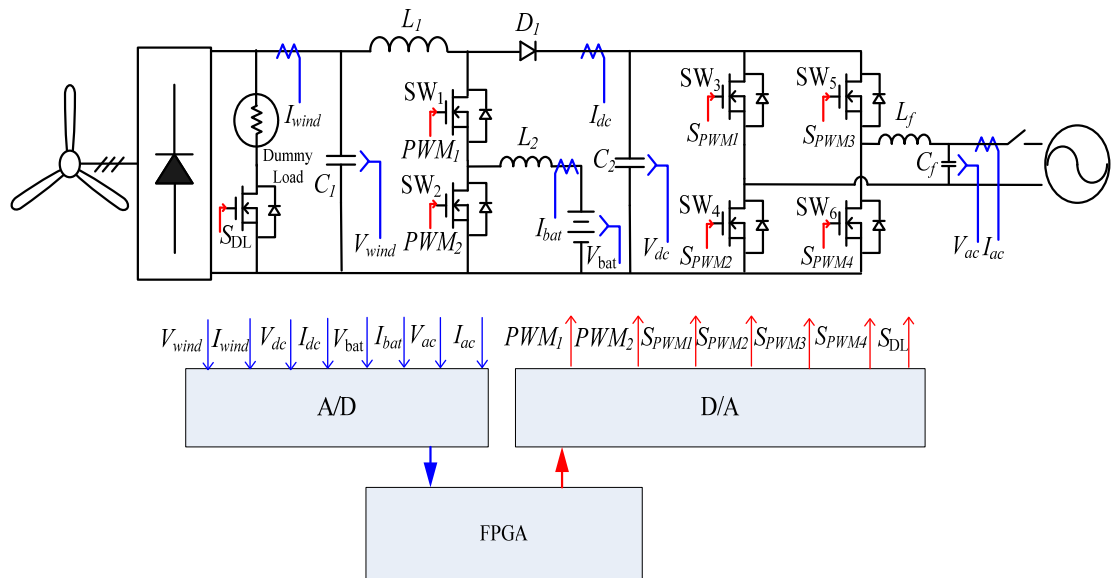 L1
D1
SW1
SW3
SW5
Iwind
Idc
SPWM1
SPWM3
Lf
PWM1
L2
Dummy
Load
C1
C2
Cf
SW2
SW4
SW6
SDL
Vwind
PWM2
Ibat
Vbat
Vdc
SPWM2
SPWM4
Vac
Iac
Vwind Iwind Vdc Idc Vbat Ibat Vac Iac
PWM1 PWM2 SPWM1 SPWM2 SPWM3 SPWM4 SDL
A/D
D/A
FPGA